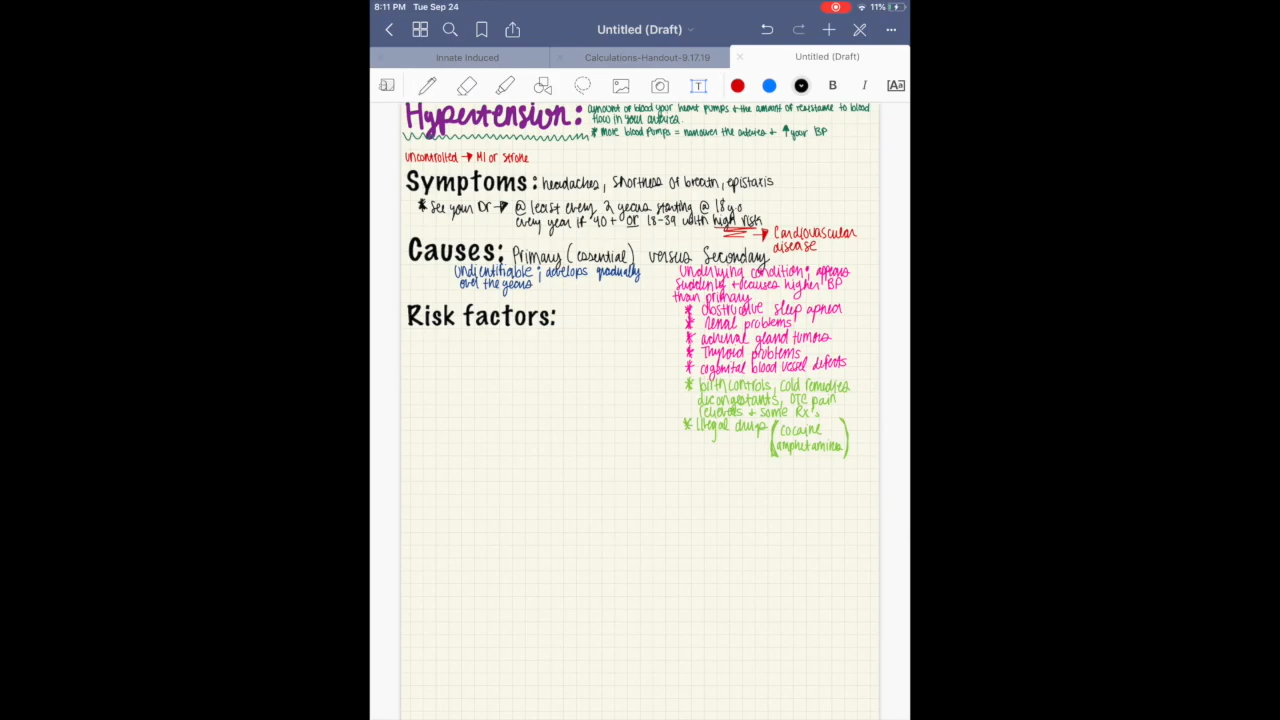 8:11 PM Tue Sep 24
11%
Untitled (Draft)
Innate Induced
Calculations-Handout-9.17.19
Untitled (Draft)
T
B
I
Aa
Hypertension: amount of blood your heart pumps + the amount of resistance to blood
flow in your arteries.
* More blood pumps = narrower the arteries + ↑ your BP
uncontrolled → MI or stroke
Symptoms: headaches, shortness of breath, epistaxis
* See your Dr → @ least every 2 years starting @ 18 y.o
every year if 40+ or 18-39 with high risk
→ Cardiovascular
disease
Causes: Primary (essential) versus Secondary
Undientifiable; develops gradually
over the years
Underlying condition; appears
suddenly + causes higher BP
than primary
* obstructive sleep apnea
* renal problems
* adrenal gland tumors
* Thyroid problems
* cogenital blood vessel defects
* birth controls, cold remedies
decongestants, OTC pain
relievers + some Rx's
* Illegal drugs (cocaine
amphetamines)
Risk factors: